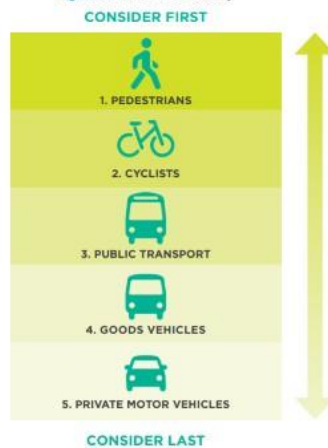 CONSIDER FIRST
1. PEDESTRIANS
2. CYCLISTS
3. PUBLIC TRANSPORT
4. GOODS VEHICLES
5. PRIVATE MOTOR VEHICLES
CONSIDER LAST